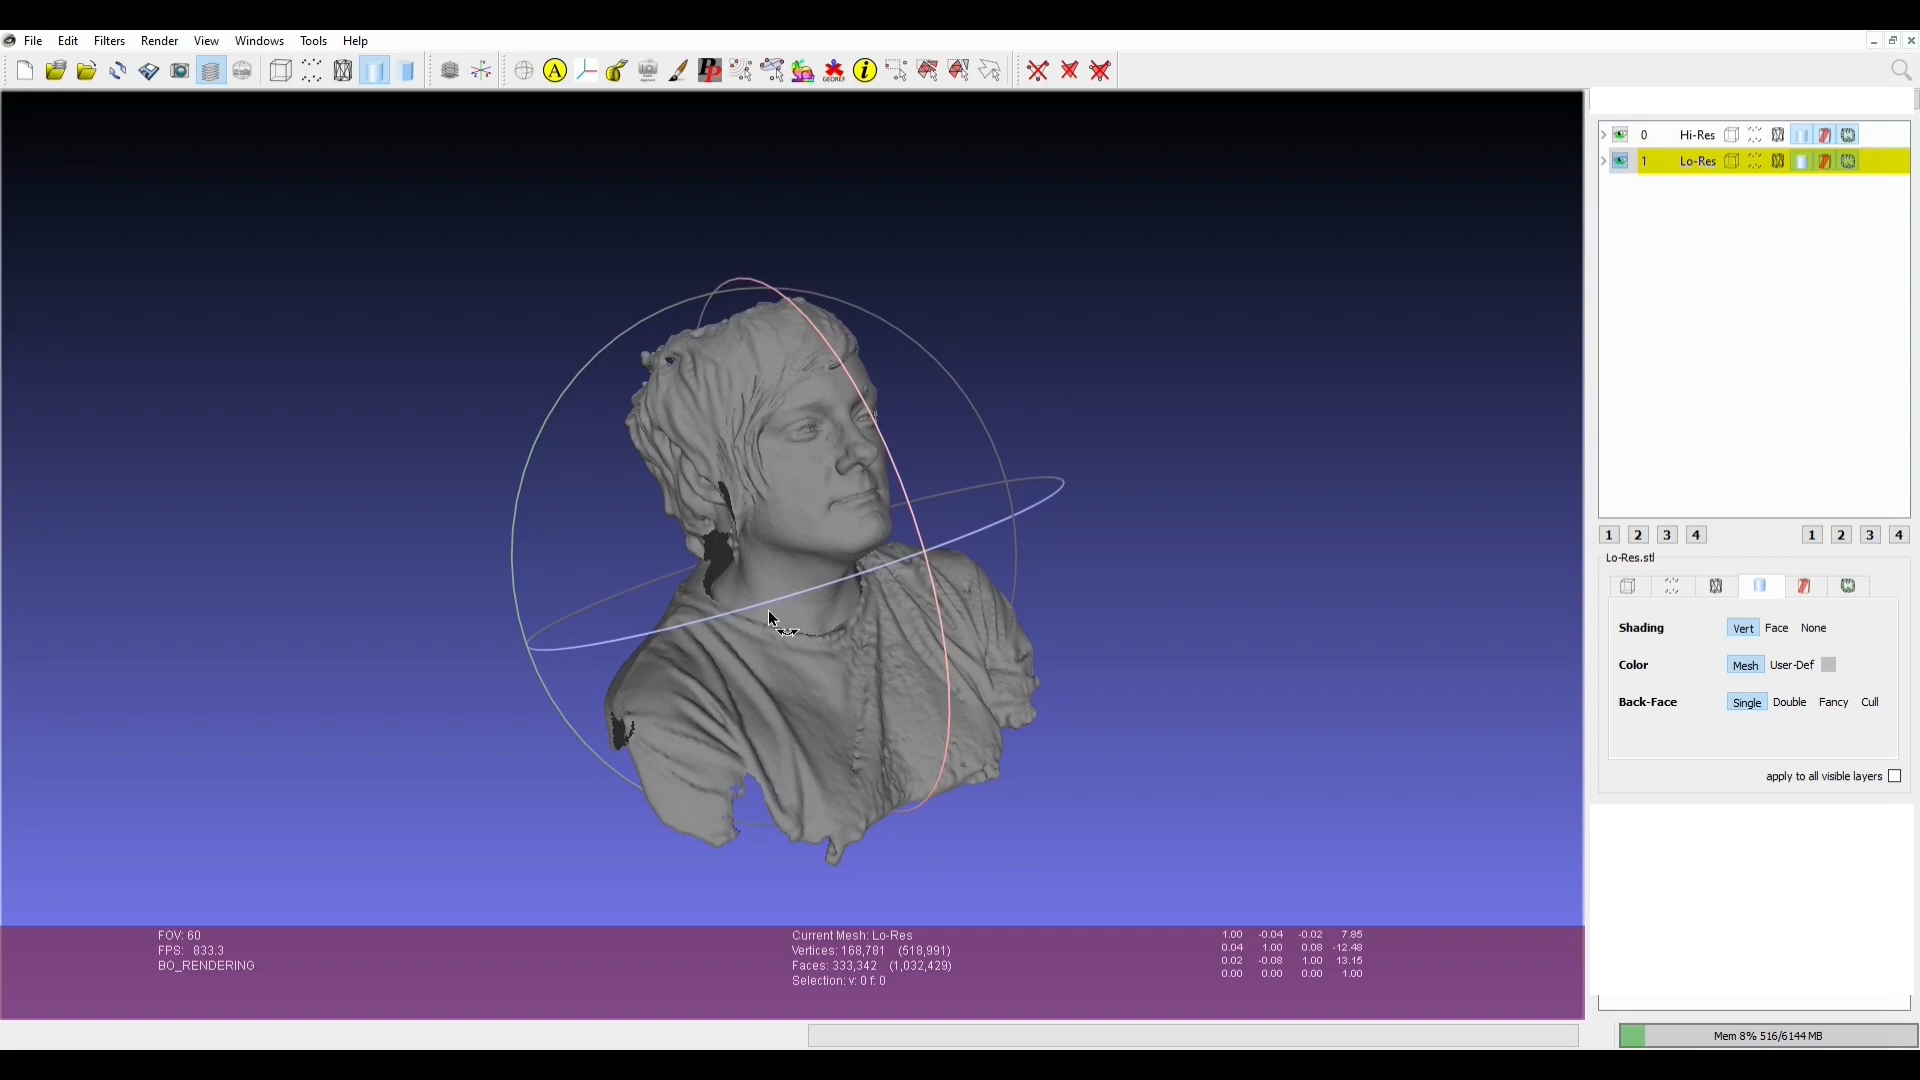 File Edit Filters Render View Windows Tools Help
A PP GEOREF i
0 Hi-Res
1 Lo-Res
1 2 3 4 1 2 3 4
Lo-Res.stl
Shading Vert Face None
Color Mesh User-Def
Back-Face Single Double Fancy Cull
apply to all visible layers
FOV: 60
FPS: 833.3
BO_RENDERING
Current Mesh: Lo-Res
Vertices: 168,781 (518,991)
Faces: 333,342 (1,032,429)
Selection: v: 0 f: 0
1.00 -0.04 -0.02 7.85
0.04 1.00 0.08 -12.48
0.02 -0.08 1.00 13.15
0.00 0.00 0.00 1.00
Mem 8% 516/6144 MB